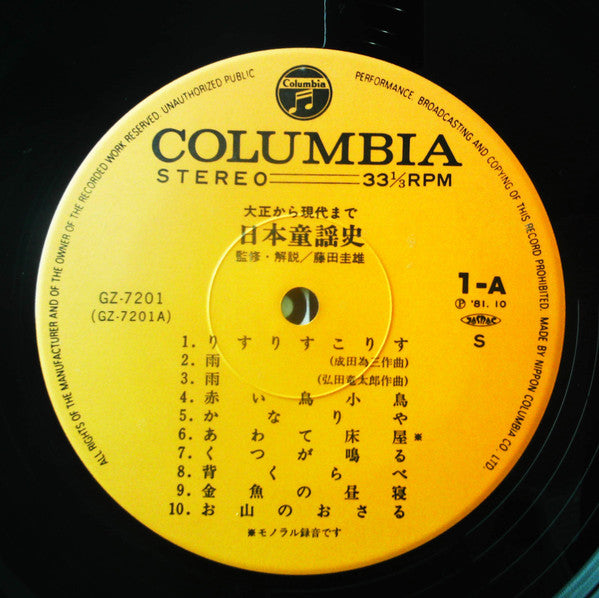 ALL RIGHTS OF THE MANUFACTURER AND OF THE OWNER OF THE RECORDED WORK RESERVED. UNAUTHORIZED PUBLIC PERFORMANCE, BROADCASTING AND COPYING OF THIS RECORD PROHIBITED. MADE BY NIPPON COLUMBIA CO. LTD.
Columbia
COLUMBIA
STEREO 33⅓RPM
大正から現代まで
日本童謡史
監修・解説／藤田圭雄
GZ-7201
(GZ-7201A)
1-A
Ⓟ '81. 10
JASRAC
S
1. りすりすこりす
2. 雨 (成田為三作曲)
3. 雨 (弘田竜太郎作曲)
4. 赤い鳥小鳥
5. かなりや
6. あわて床屋※
7. くつが鳴る
8. 背くらべ
9. 金魚の昼寝
10. お山のおさる
※モノラル録音です